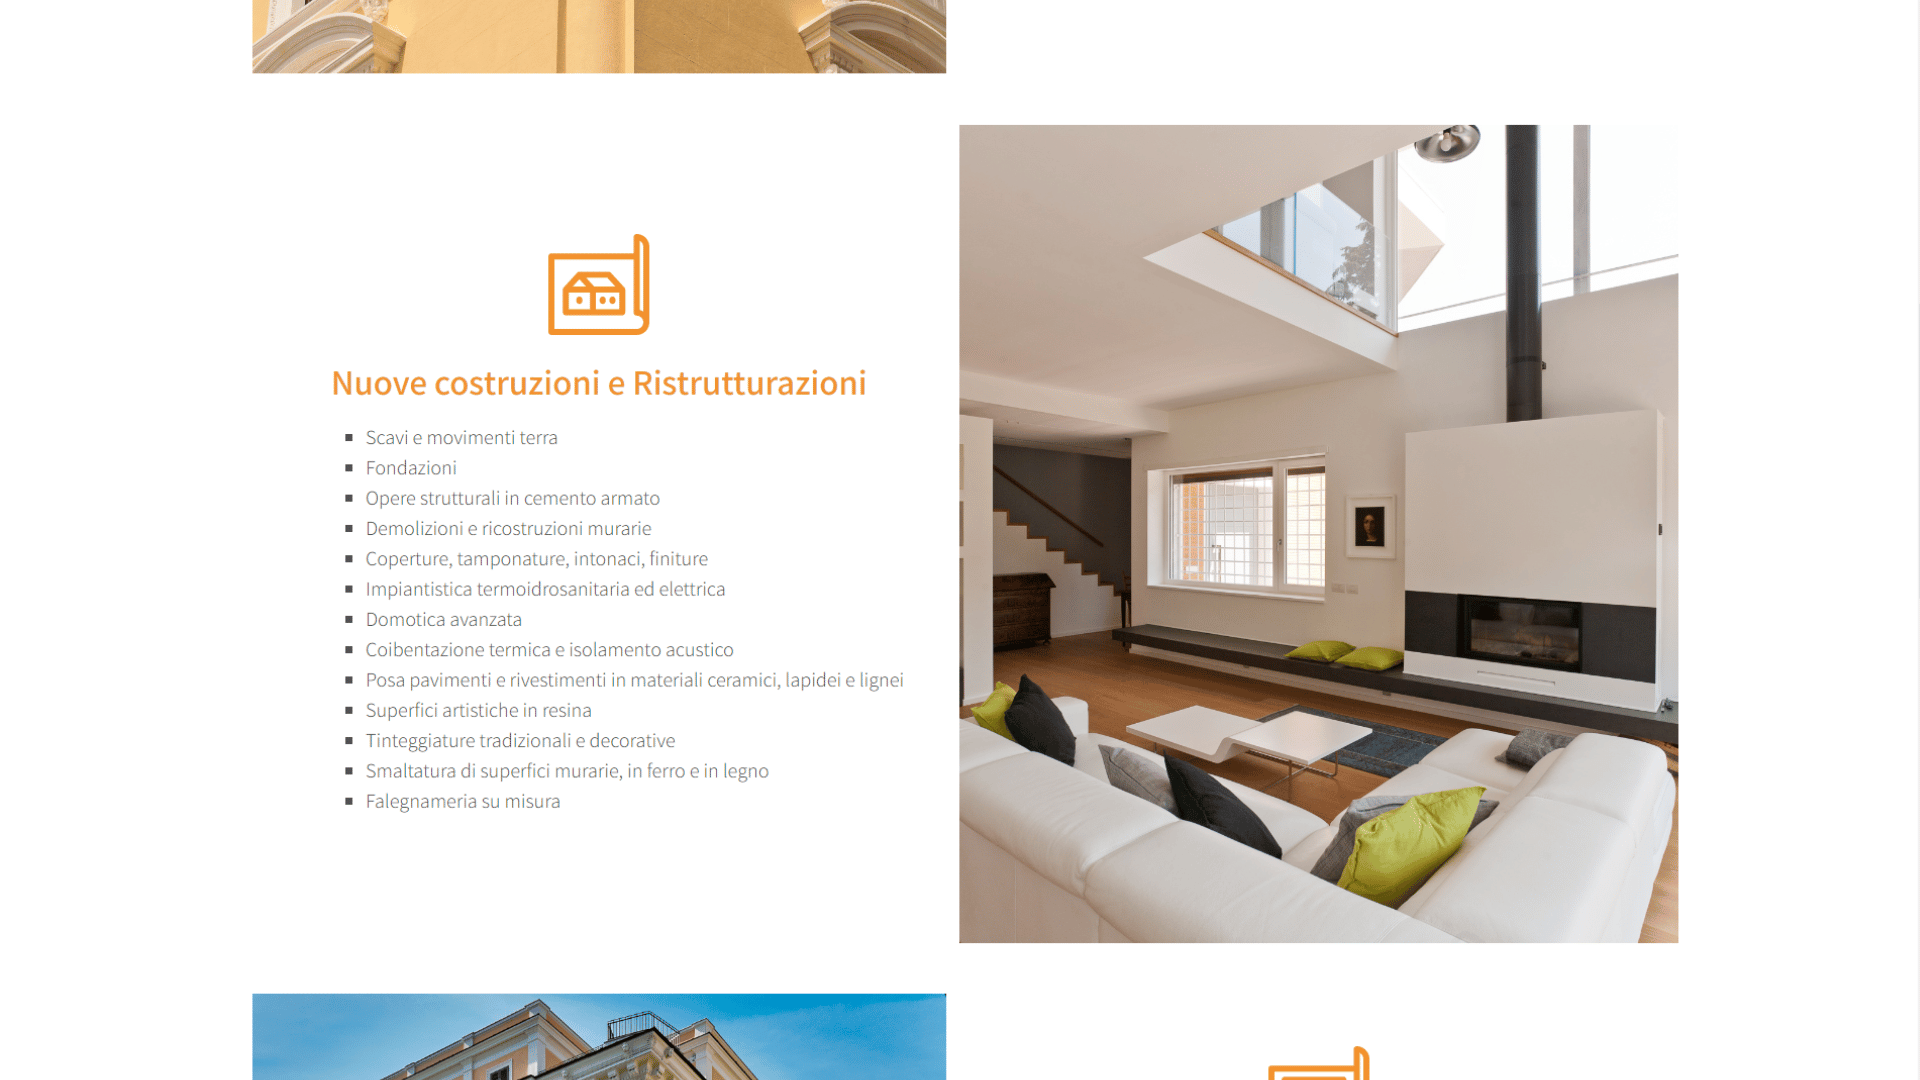 Nuove costruzioni e Ristrutturazioni
Scavi e movimenti terra
Fondazioni
Opere strutturali in cemento armato
Demolizioni e ricostruzioni murarie
Coperture, tamponature, intonaci, finiture
Impiantistica termoidrosanitaria ed elettrica
Domotica avanzata
Coibentazione termica e isolamento acustico
Posa pavimenti e rivestimenti in materiali ceramici, lapidei e lignei
Superfici artistiche in resina
Tinteggiature tradizionali e decorative
Smaltatura di superfici murarie, in ferro e in legno
Falegnameria su misura